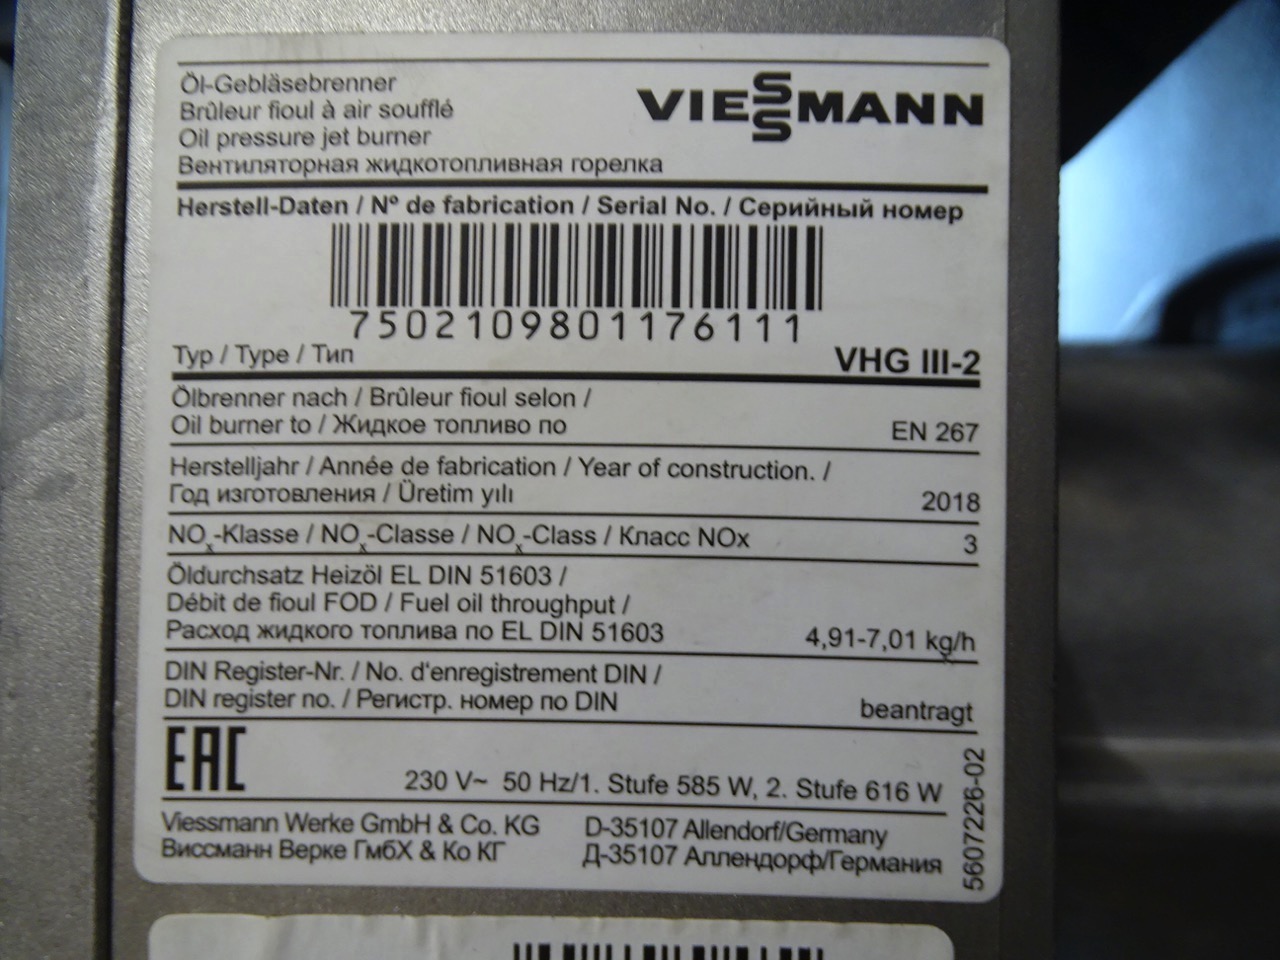 Öl-Gebläsebrenner
Brûleur fioul à air soufflé
Oil pressure jet burner
Вентиляторная жидкотопливная горелка
VIESSMANN
Herstell-Daten / Nº de fabrication / Serial No. / Серийный номер
7502109801176111
Typ / Type / Тип VHG III-2
Ölbrenner nach / Brûleur fioul selon /
Oil burner to / Жидкое топливо по EN 267
Herstelljahr / Année de fabrication / Year of construction. /
Год изготовления / Üretim yılı 2018
NOx-Klasse / NOx-Classe / NOx-Class / Класс NOx 3
Öldurchsatz Heizöl EL DIN 51603 /
Débit de fioul FOD / Fuel oil throughput /
Расход жидкого топлива по EL DIN 51603 4,91-7,01 kg/h
DIN Register-Nr. / No. d'enregistrement DIN /
DIN register no. / Регистр. номер по DIN beantragt
EAC
230 V~ 50 Hz/1. Stufe 585 W, 2. Stufe 616 W
Viessmann Werke GmbH & Co. KG D-35107 Allendorf/Germany
Виссманн Верке ГмбХ & Ко КГ Д-35107 Аллендорф/Германия
5607226-02